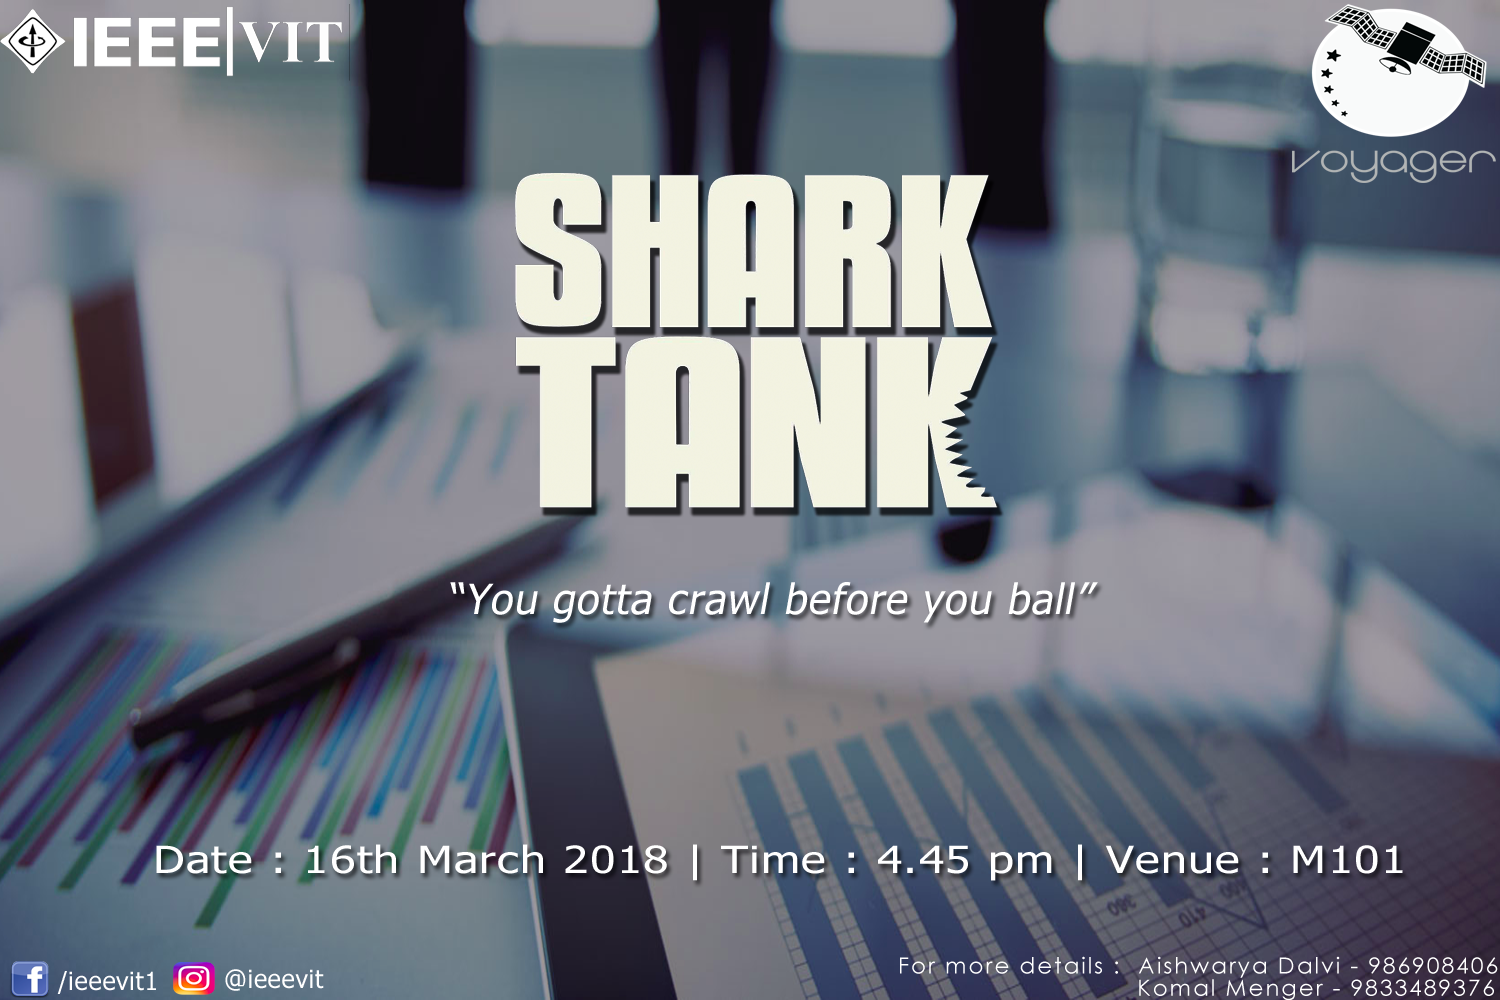 IEEE|VIT
voyager
SHARK
TANK
“You gotta crawl before you ball”
Date : 16th March 2018 | Time : 4.45 pm | Venue : M101
/ieeevit1 @ieeevit
For more details : Aishwarya Dalvi - 986908406
Komal Menger - 9833489376